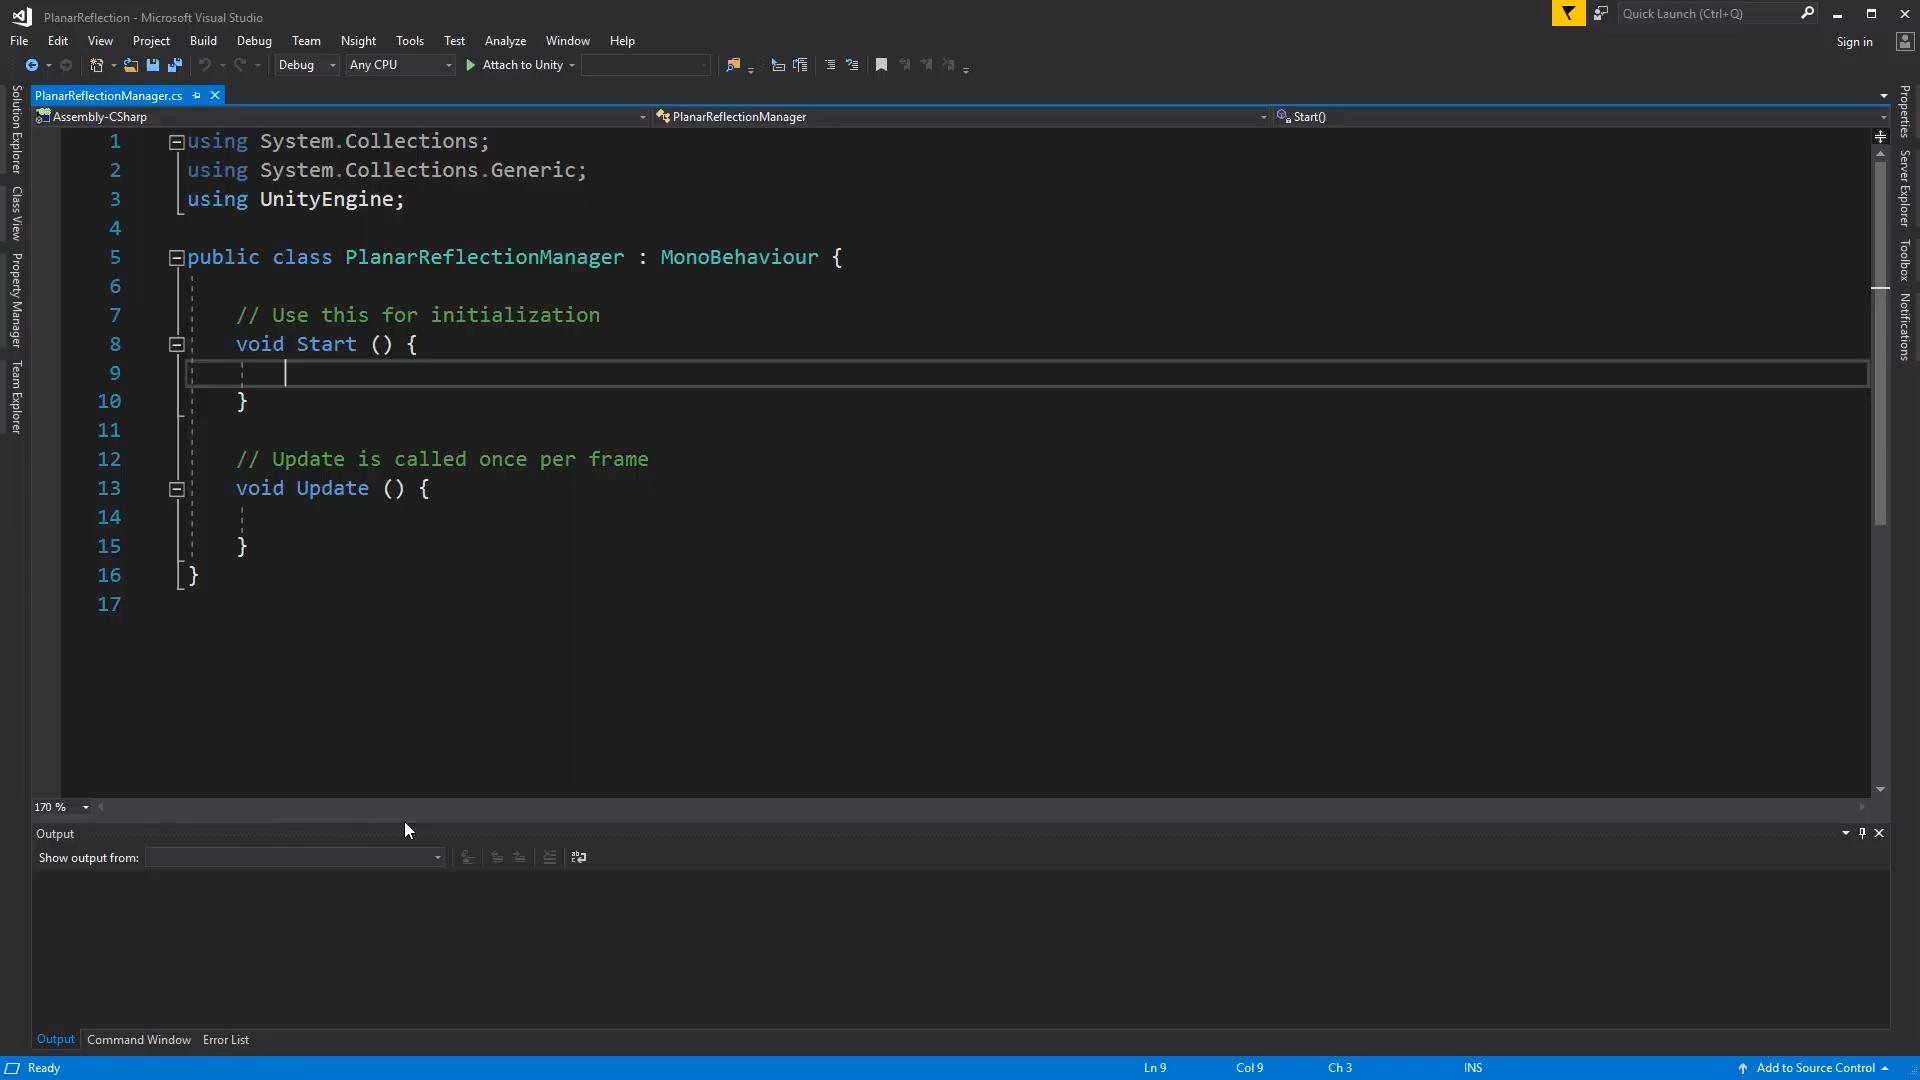 PlanarReflection - Microsoft Visual Studio
Quick Launch (Ctrl+Q)
File Edit View Project Build Debug Team Nsight Tools Test Analyze Window Help
Sign in
Debug Any CPU Attach to Unity
PlanarReflectionManager.cs
Assembly-CSharp PlanarReflectionManager Start()
Solution Explorer
Class View
Property Manager
Team Explorer
1 using System.Collections;
2 using System.Collections.Generic;
3 using UnityEngine;
4
5 public class PlanarReflectionManager : MonoBehaviour {
6
7 // Use this for initialization
8 void Start () {
9
10 }
11
12 // Update is called once per frame
13 void Update () {
14
15 }
16 }
17
Properties
Server Explorer
Toolbox
Notifications
170 %
Output
Show output from:
Output Command Window Error List
Ready Ln 9 Col 9 Ch 3 INS Add to Source Control